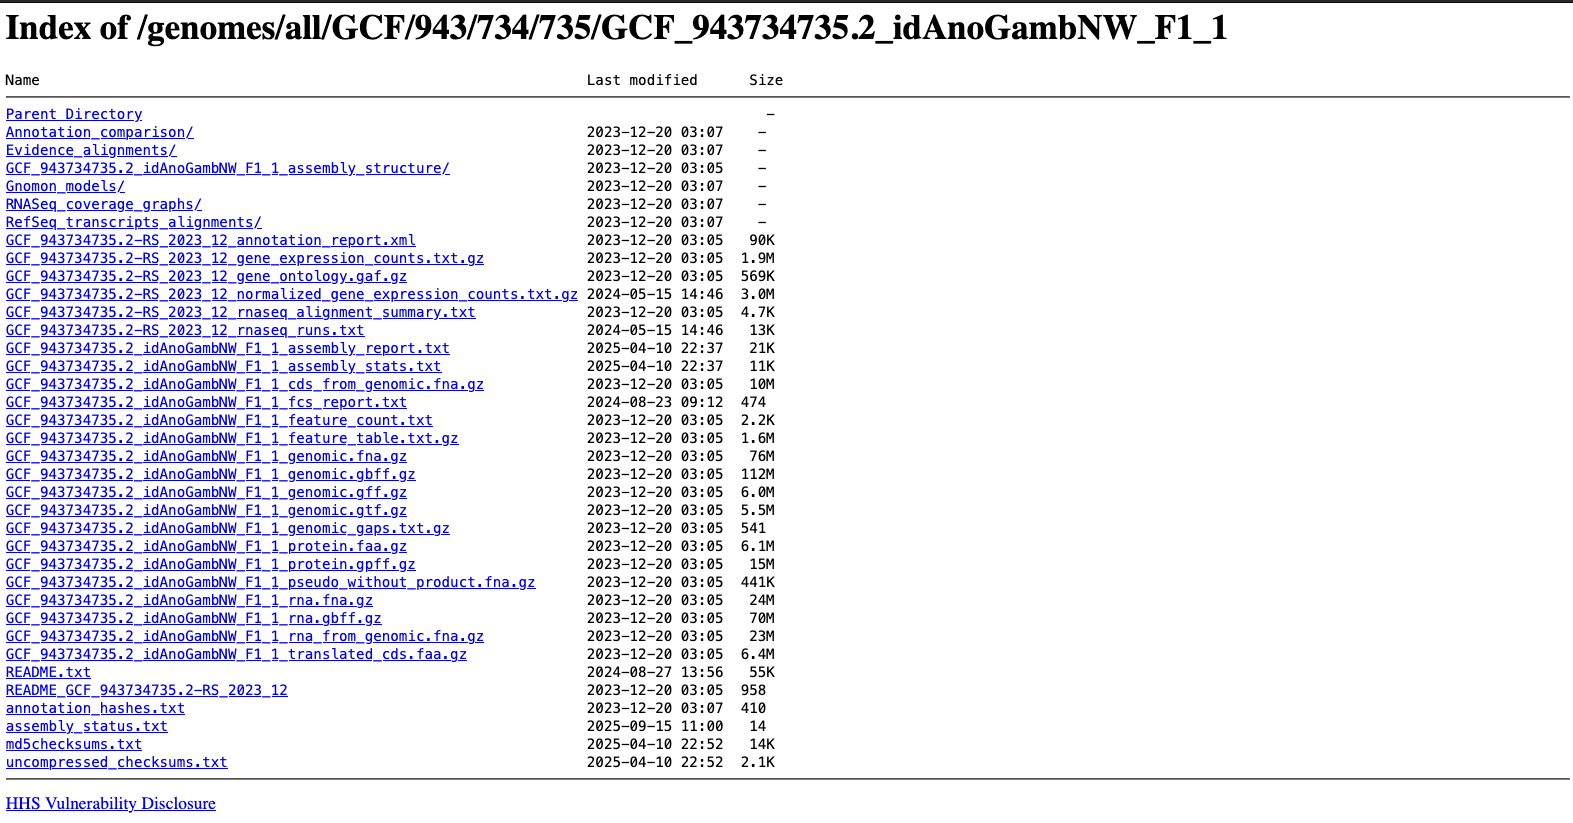 Index of /genomes/all/GCF/943/734/735/GCF_943734735.2_idAnoGambNW_F1_1
Name Last modified Size
Parent Directory -
Annotation_comparison/ 2023-12-20 03:07 -
Evidence_alignments/ 2023-12-20 03:07 -
GCF_943734735.2_idAnoGambNW_F1_1_assembly_structure/ 2023-12-20 03:05 -
Gnomon_models/ 2023-12-20 03:07 -
RNASeq_coverage_graphs/ 2023-12-20 03:07 -
RefSeq_transcripts_alignments/ 2023-12-20 03:07 -
GCF_943734735.2-RS_2023_12_annotation_report.xml 2023-12-20 03:05 90K
GCF_943734735.2-RS_2023_12_gene_expression_counts.txt.gz 2023-12-20 03:05 1.9M
GCF_943734735.2-RS_2023_12_gene_ontology.gaf.gz 2023-12-20 03:05 569K
GCF_943734735.2-RS_2023_12_normalized_gene_expression_counts.txt.gz 2024-05-15 14:46 3.0M
GCF_943734735.2-RS_2023_12_rnaseq_alignment_summary.txt 2023-12-20 03:05 4.7K
GCF_943734735.2-RS_2023_12_rnaseq_runs.txt 2024-05-15 14:46 13K
GCF_943734735.2_idAnoGambNW_F1_1_assembly_report.txt 2025-04-10 22:37 21K
GCF_943734735.2_idAnoGambNW_F1_1_assembly_stats.txt 2025-04-10 22:37 11K
GCF_943734735.2_idAnoGambNW_F1_1_cds_from_genomic.fna.gz 2023-12-20 03:05 10M
GCF_943734735.2_idAnoGambNW_F1_1_fcs_report.txt 2024-08-23 09:12 474
GCF_943734735.2_idAnoGambNW_F1_1_feature_count.txt 2023-12-20 03:05 2.2K
GCF_943734735.2_idAnoGambNW_F1_1_feature_table.txt.gz 2023-12-20 03:05 1.6M
GCF_943734735.2_idAnoGambNW_F1_1_genomic.fna.gz 2023-12-20 03:05 76M
GCF_943734735.2_idAnoGambNW_F1_1_genomic.gbff.gz 2023-12-20 03:05 112M
GCF_943734735.2_idAnoGambNW_F1_1_genomic.gff.gz 2023-12-20 03:05 6.0M
GCF_943734735.2_idAnoGambNW_F1_1_genomic.gtf.gz 2023-12-20 03:05 5.5M
GCF_943734735.2_idAnoGambNW_F1_1_genomic_gaps.txt.gz 2023-12-20 03:05 541
GCF_943734735.2_idAnoGambNW_F1_1_protein.faa.gz 2023-12-20 03:05 6.1M
GCF_943734735.2_idAnoGambNW_F1_1_protein.gpff.gz 2023-12-20 03:05 15M
GCF_943734735.2_idAnoGambNW_F1_1_pseudo_without_product.fna.gz 2023-12-20 03:05 441K
GCF_943734735.2_idAnoGambNW_F1_1_rna.fna.gz 2023-12-20 03:05 24M
GCF_943734735.2_idAnoGambNW_F1_1_rna.gbff.gz 2023-12-20 03:05 70M
GCF_943734735.2_idAnoGambNW_F1_1_rna_from_genomic.fna.gz 2023-12-20 03:05 23M
GCF_943734735.2_idAnoGambNW_F1_1_translated_cds.faa.gz 2023-12-20 03:05 6.4M
README.txt 2024-08-27 13:56 55K
README_GCF_943734735.2-RS_2023_12 2023-12-20 03:05 958
annotation_hashes.txt 2023-12-20 03:07 410
assembly_status.txt 2025-09-15 11:00 14
md5checksums.txt 2025-04-10 22:52 14K
uncompressed_checksums.txt 2025-04-10 22:52 2.1K
HHS Vulnerability Disclosure